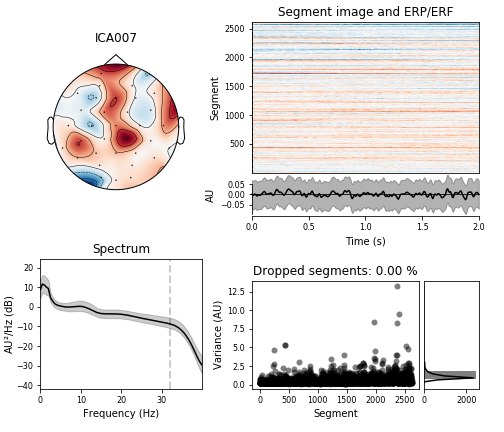 ICA007
Segment image and ERP/ERF
Segment
2500
2000
1500
1000
500
AU
0.05
0.00
−0.05
0.0 0.5 1.0 1.5 2.0
Time (s)
Spectrum
AU²/Hz (dB)
20
10
0
−10
−20
−30
−40
0 10 20 30
Frequency (Hz)
Dropped segments: 0.00 %
Variance (AU)
12.5
10.0
7.5
5.0
2.5
0.0
0 500 1000 1500 2000 2500
Segment
0 2000